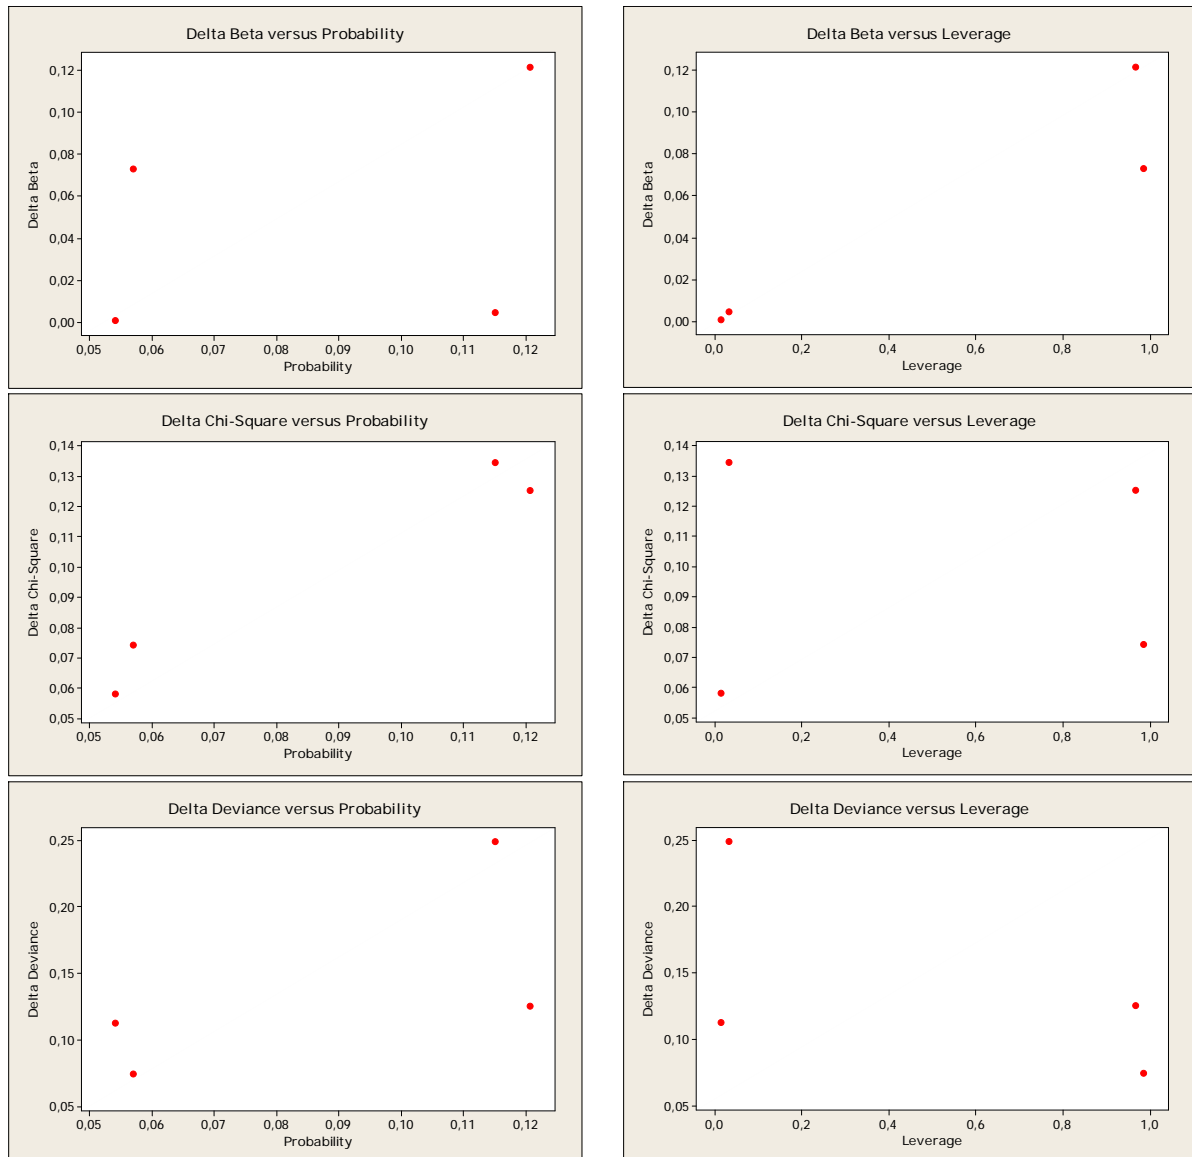 Delta Beta versus Probability
Delta Beta
0,12
0,10
0,08
0,06
0,04
0,02
0,00
0,05 0,06 0,07 0,08 0,09 0,10 0,11 0,12
Probability
Delta Beta versus Leverage
Delta Beta
0,12
0,10
0,08
0,06
0,04
0,02
0,00
0,0 0,2 0,4 0,6 0,8 1,0
Leverage
Delta Chi-Square versus Probability
Delta Chi-Square
0,14
0,13
0,12
0,11
0,10
0,09
0,08
0,07
0,06
0,05
0,05 0,06 0,07 0,08 0,09 0,10 0,11 0,12
Probability
Delta Chi-Square versus Leverage
Delta Chi-Square
0,14
0,13
0,12
0,11
0,10
0,09
0,08
0,07
0,06
0,05
0,0 0,2 0,4 0,6 0,8 1,0
Leverage
Delta Deviance versus Probability
Delta Deviance
0,25
0,20
0,15
0,10
0,05
0,05 0,06 0,07 0,08 0,09 0,10 0,11 0,12
Probability
Delta Deviance versus Leverage
Delta Deviance
0,25
0,20
0,15
0,10
0,05
0,0 0,2 0,4 0,6 0,8 1,0
Leverage